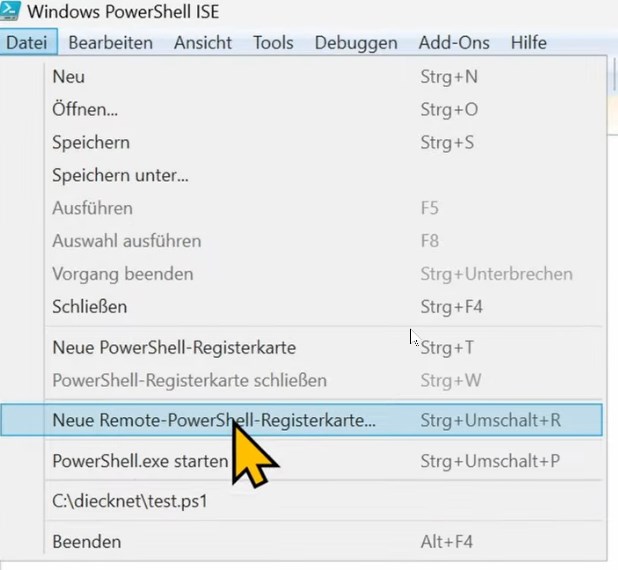 Windows PowerShell ISE
Datei Bearbeiten Ansicht Tools Debuggen Add-Ons Hilfe
Neu Strg+N
Öffnen... Strg+O
Speichern Strg+S
Speichern unter...
Ausführen F5
Auswahl ausführen F8
Vorgang beenden Strg+Unterbrechen
Schließen Strg+F4
Neue PowerShell-Registerkarte Strg+T
PowerShell-Registerkarte schließen Strg+W
Neue Remote-PowerShell-Registerkarte... Strg+Umschalt+R
PowerShell.exe starten Strg+Umschalt+P
C:\diecknet\test.ps1
Beenden Alt+F4